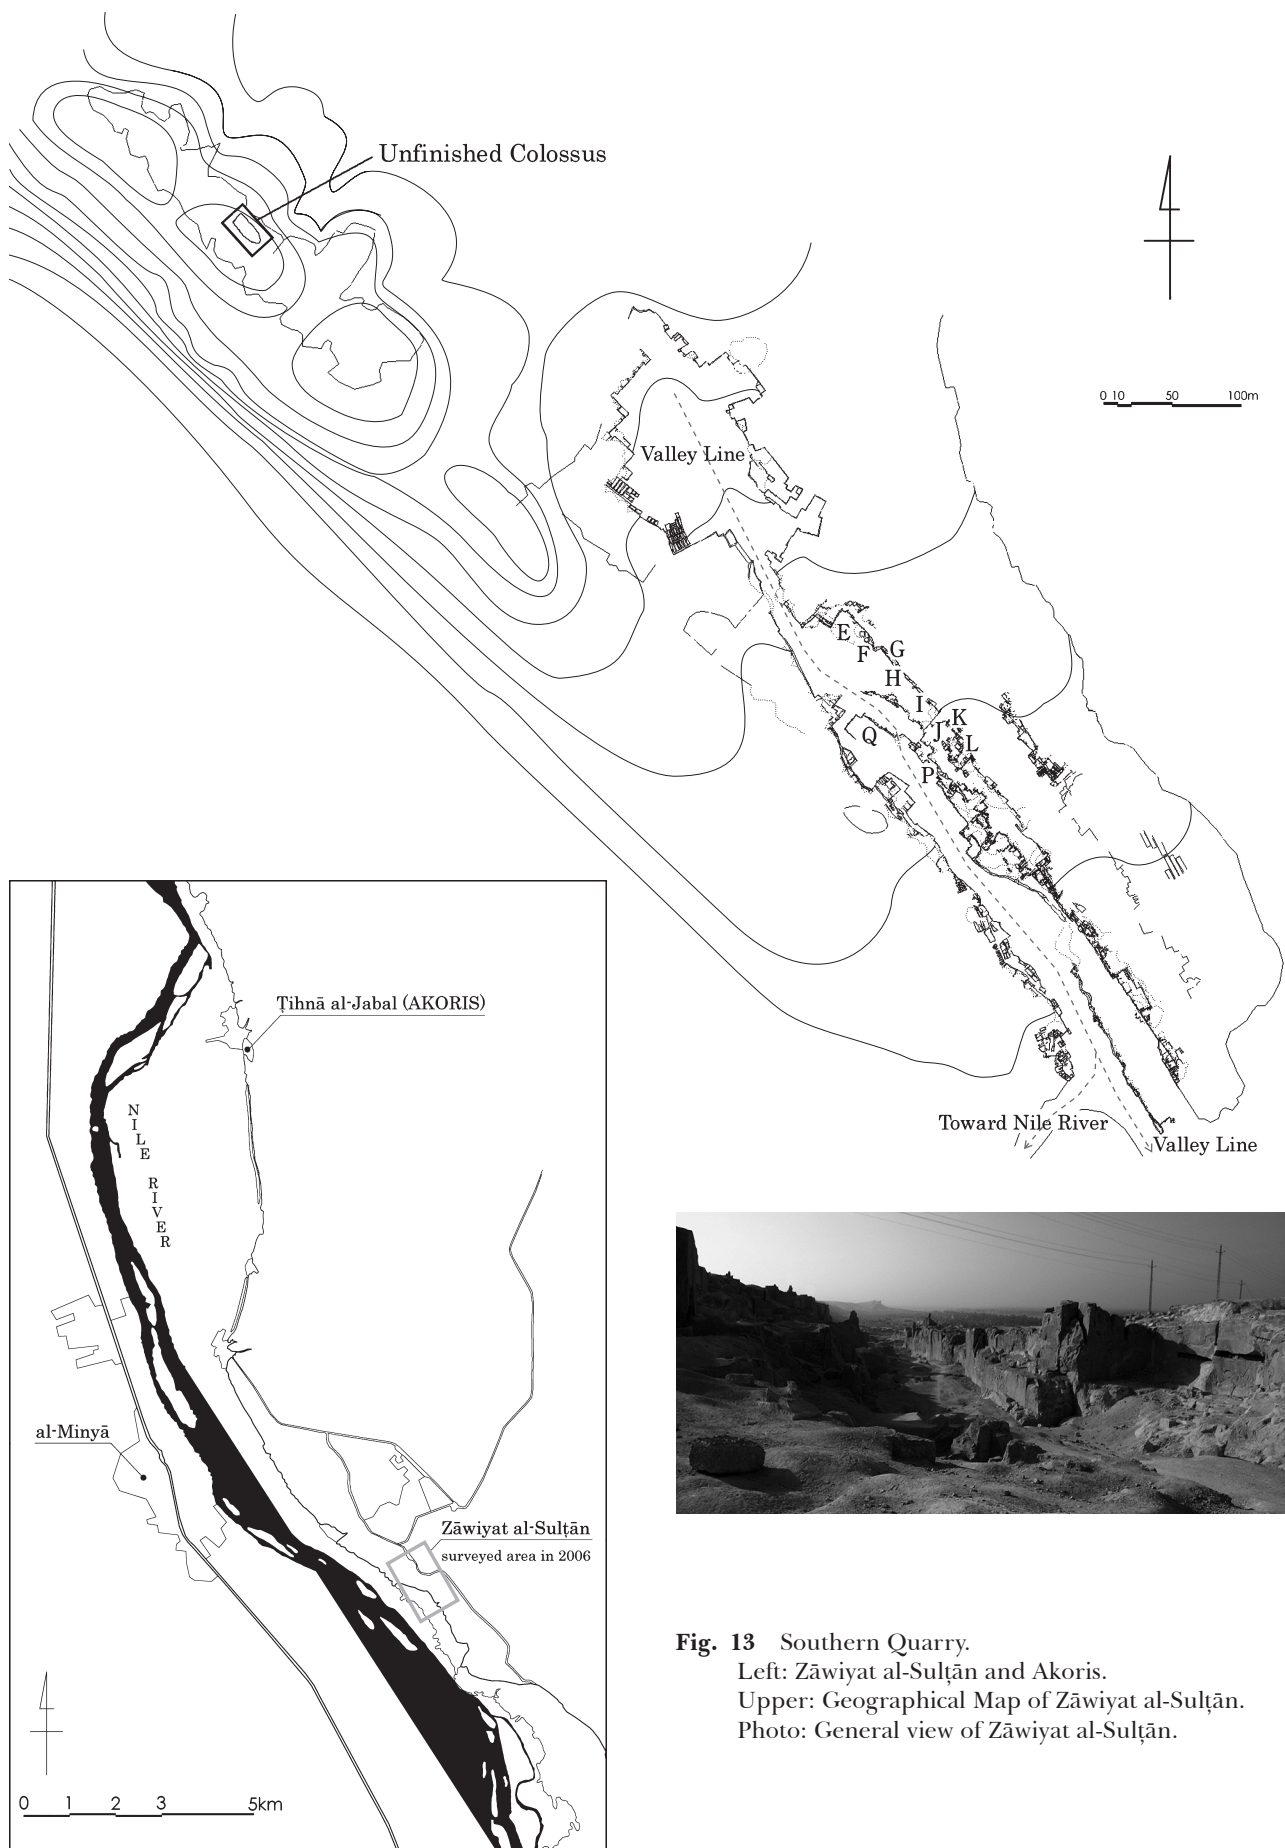 Unfinished Colossus
0 10 50 100m
Valley Line
E
F
G
H
I
K
J
L
Q
P
Toward Nile River
Valley Line
Ṭihnā al-Jabal (AKORIS)
NILE RIVER
al-Minyā
Zāwiyat al-Sulṭān
surveyed area in 2006
0 1 2 3 5km
Fig. 13 Southern Quarry.
Left: Zāwiyat al-Sulṭān and Akoris.
Upper: Geographical Map of Zāwiyat al-Sulṭān.
Photo: General view of Zāwiyat al-Sulṭān.